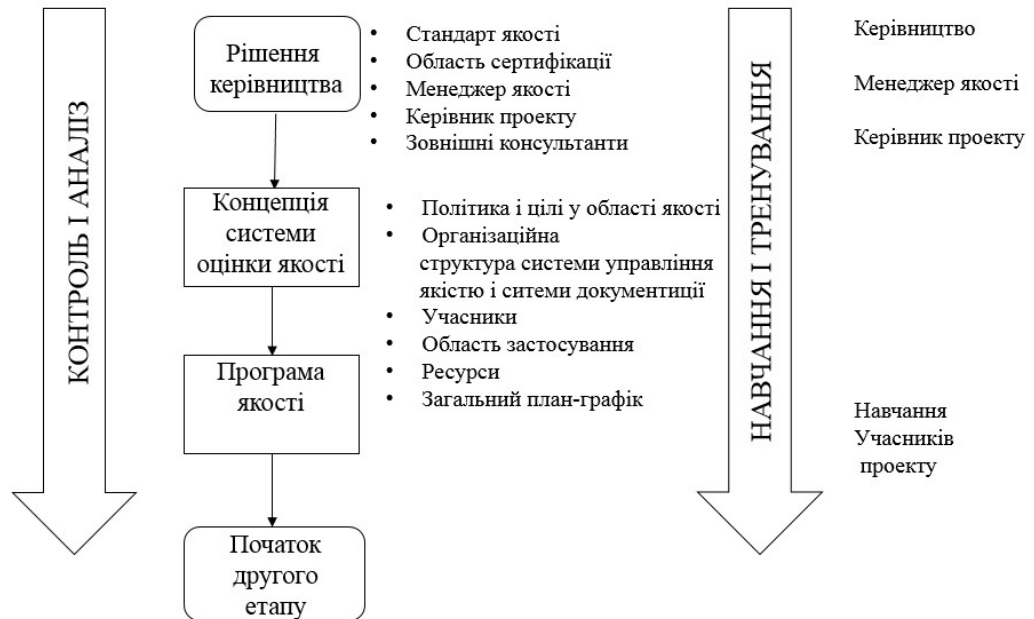 КОНТРОЛЬ І АНАЛІЗ
Рішення
керівництва
• Стандарт якості
• Область сертифікації
• Менеджер якості
• Керівник проекту
• Зовнішні консультанти
Концепція
системи
оцінки якості
• Політика і цілі у області якості
• Організаційна
структура системи управління
якістю і ситеми документиції
• Учасники
• Область застосування
• Ресурси
• Загальний план-графік
Програма
якості
Початок
другого
етапу
НАВЧАННЯ І ТРЕНУВАННЯ
Керівництво
Менеджер якості
Керівник проекту
Навчання
Учасників
проекту